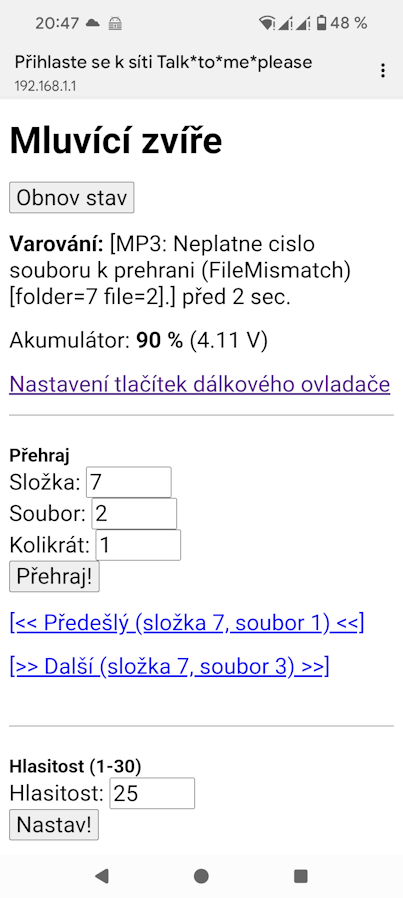 20:47 48 %
Přihlaste se k síti Talk*to*me*please
192.168.1.1
Mluvící zvíře
Obnov stav
Varování: [MP3: Neplatne cislo
souboru k prehrani (FileMismatch)
[folder=7 file=2].] před 2 sec.
Akumulátor: 90 % (4.11 V)
Nastavení tlačítek dálkového ovladače
Přehraj
Složka: 7
Soubor: 2
Kolikrát: 1
Přehraj!
[<< Předešlý (složka 7, soubor 1) <<]
[>> Další (složka 7, soubor 3) >>]
Hlasitost (1-30)
Hlasitost: 25
Nastav!